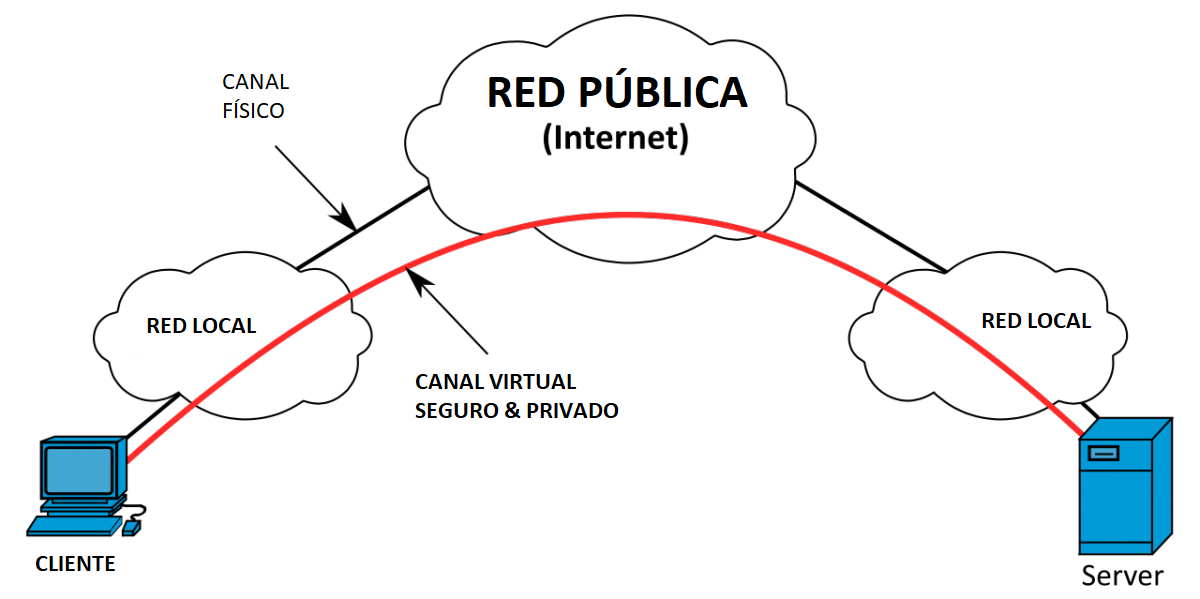 RED PÚBLICA
(Internet)
CANAL
FÍSICO
RED LOCAL
RED LOCAL
CANAL VIRTUAL
SEGURO & PRIVADO
CLIENTE
Server